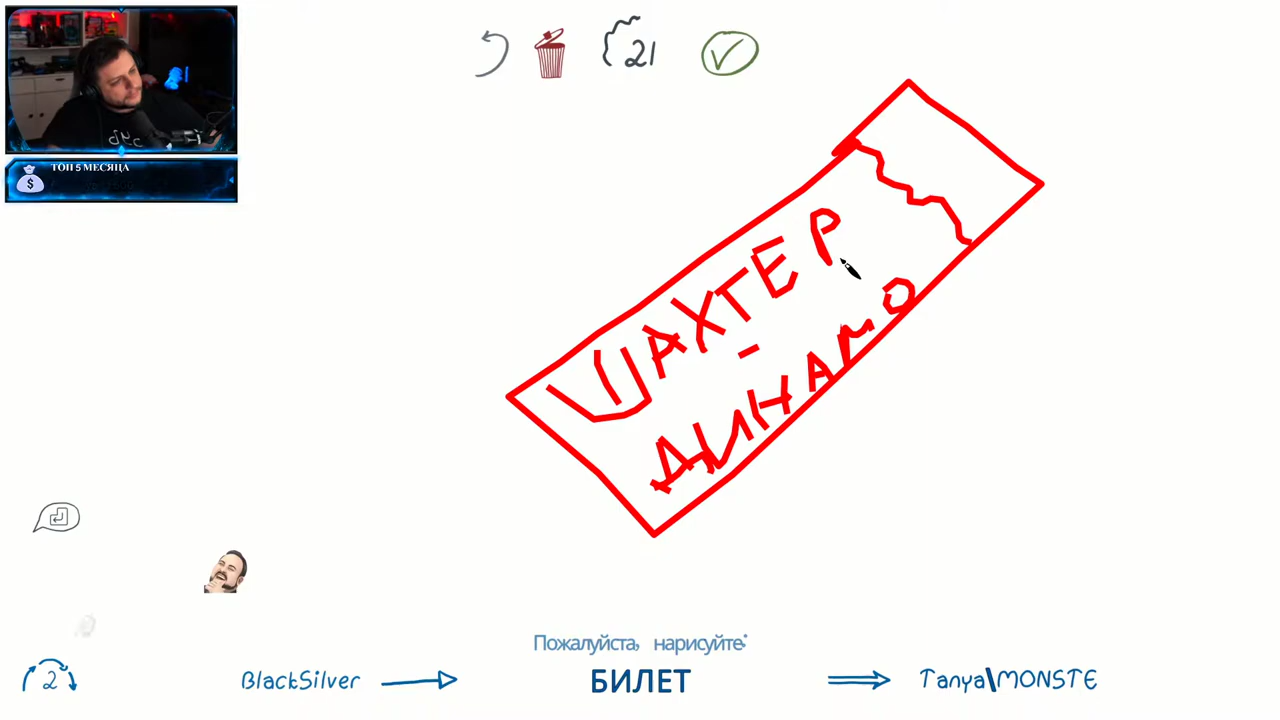 ТОП 5 МЕСЯЦА
21
ШАХТЕР
-
ДИНАМО
Пожалуйста, нарисуйте:
2
BlackSilver
БИЛЕТ
Tanya\MONSTE